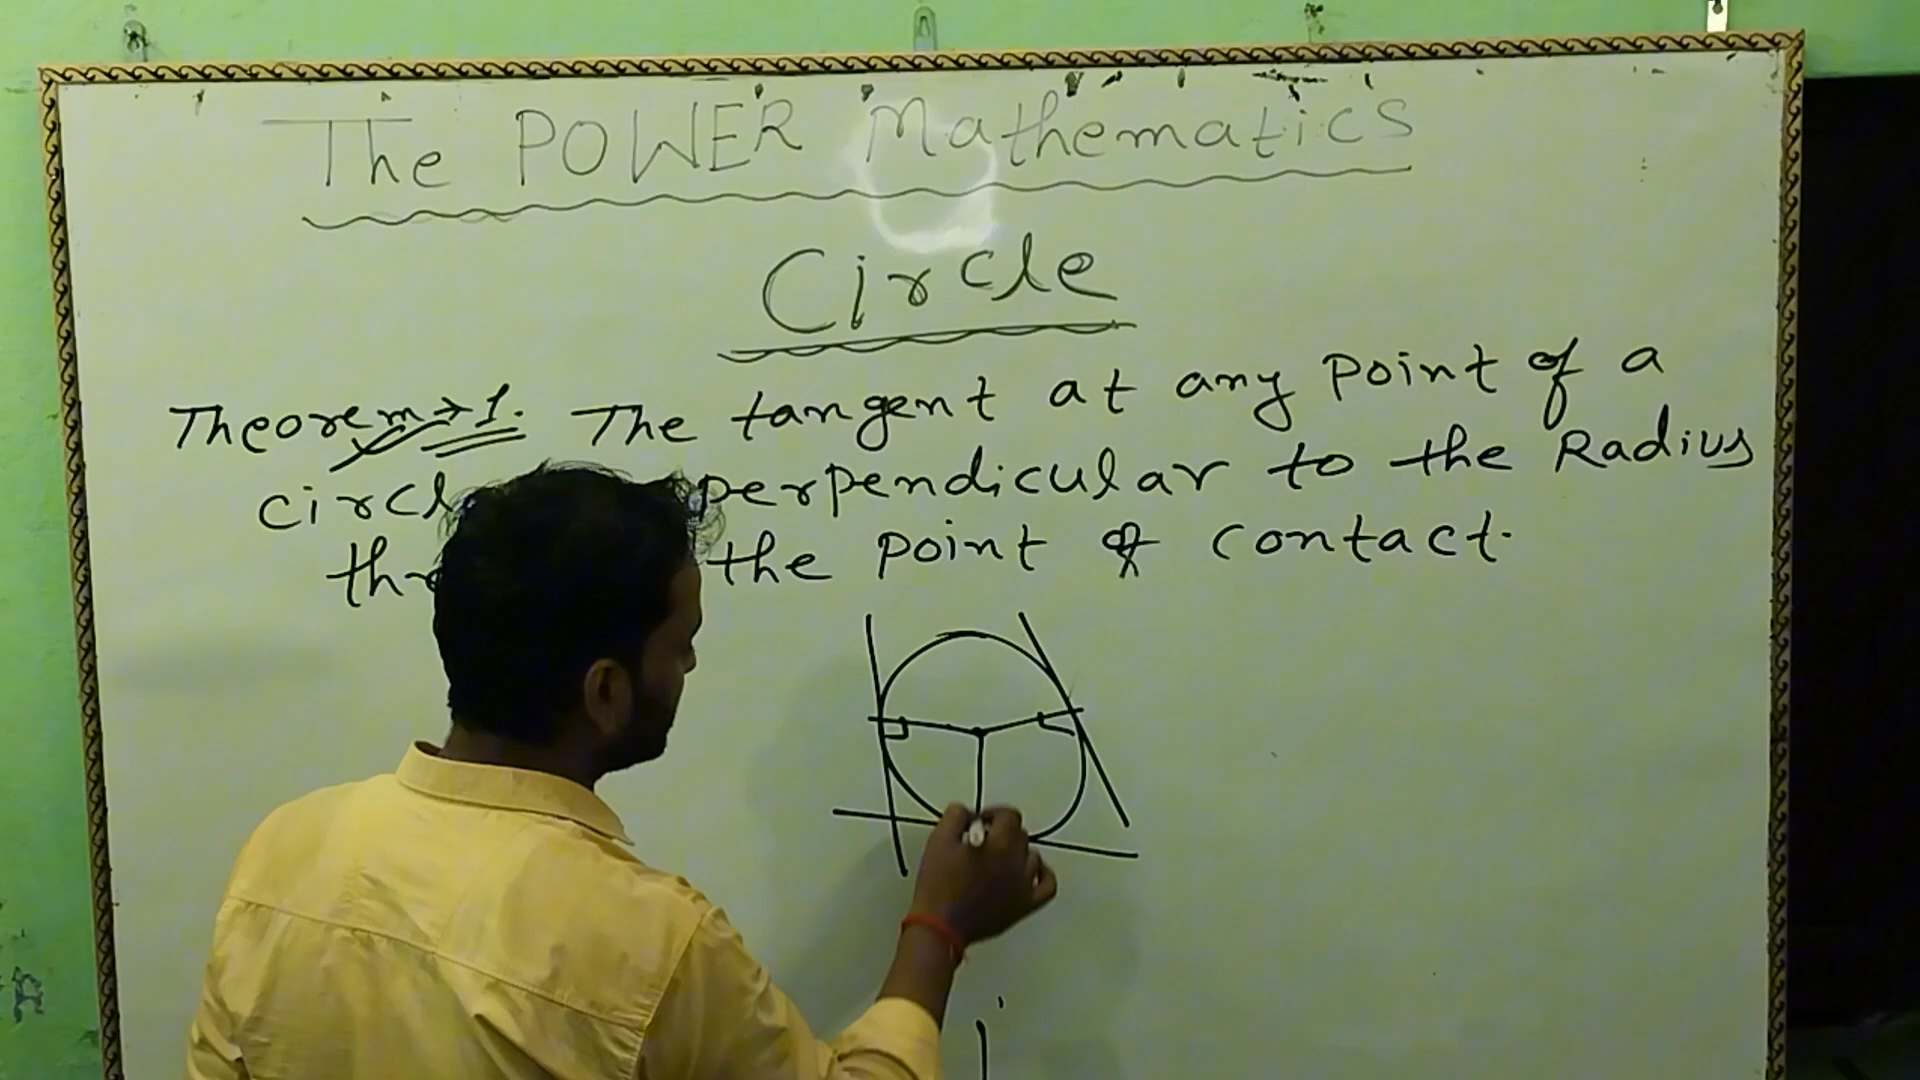 The POWER Mathematics
Circle
Theorem→1. The tangent at any point of a
circl perpendicular to the Radius
thr the point of contact.